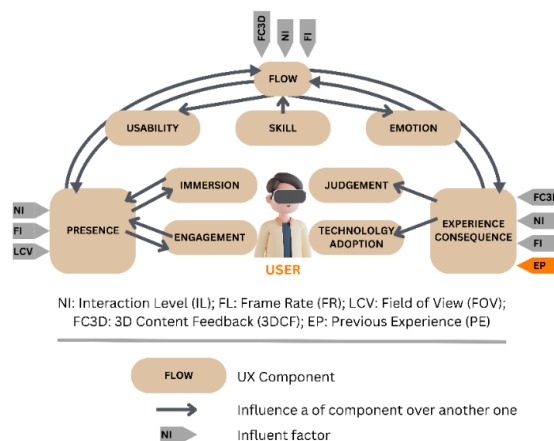 FC3D
NI
FI
FLOW
USABILITY
SKILL
EMOTION
IMMERSION
JUDGEMENT
NI
FI
LCV
PRESENCE
ENGAGEMENT
TECHNOLOLGY
ADOPTION
EXPERIENCE
CONSEQUENCE
FC3D
NI
FI
EP
USER
NI: Interaction Level (IL); FL: Frame Rate (FR); LCV: Field of View (FOV);
FC3D: 3D Content Feedback (3DCF); EP: Previous Experience (PE)
FLOW
UX Component
Influence a of component over another one
NI
Influent factor